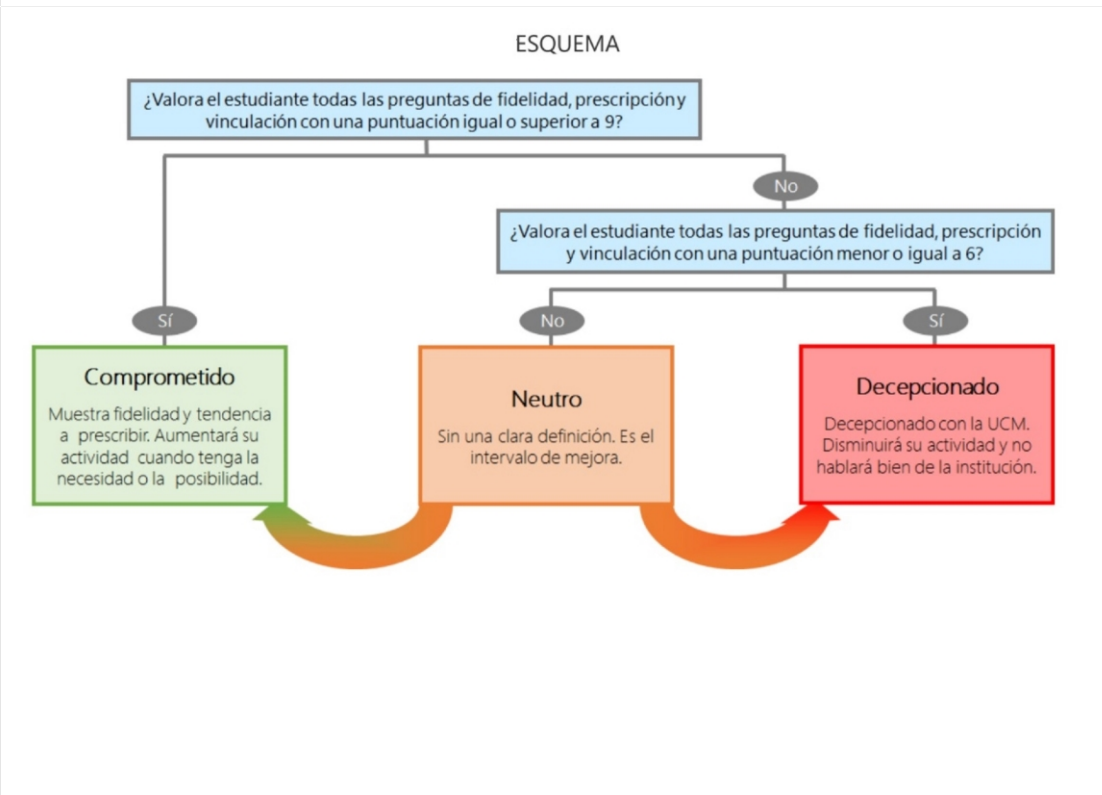 ESQUEMA
¿Valora el estudiante todas las preguntas de fidelidad, prescripción y
vinculación con una puntuación igual o superior a 9?
No
¿Valora el estudiante todas las preguntas de fidelidad, prescripción
y vinculación con una puntuación menor o igual a 6?
Sí
No
Sí
Comprometido
Muestra fidelidad y tendencia
a prescribir. Aumentará su
actividad cuando tenga la
necesidad o la posibilidad.
Neutro
Sin una clara definición. Es el
intervalo de mejora.
Decepcionado
Decepcionado con la UCM.
Disminuirá su actividad y no
hablará bien de la institución.